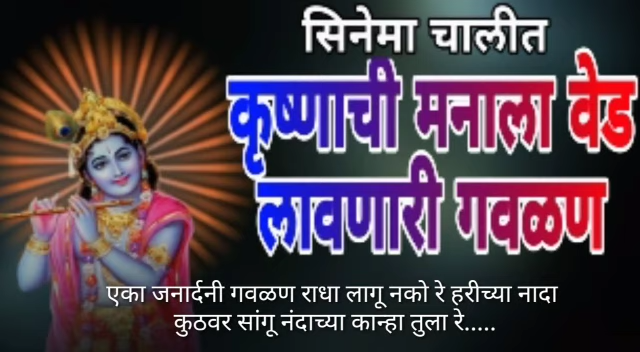 सिनेमा चालीत
कृष्णाची मनाला वेड
लावणारी गवळण
एका जनार्दनी गवळण राधा लागू नको रे हरीच्या नादा
कुठवर सांगू नंदाच्या कान्हा तुला रे.....